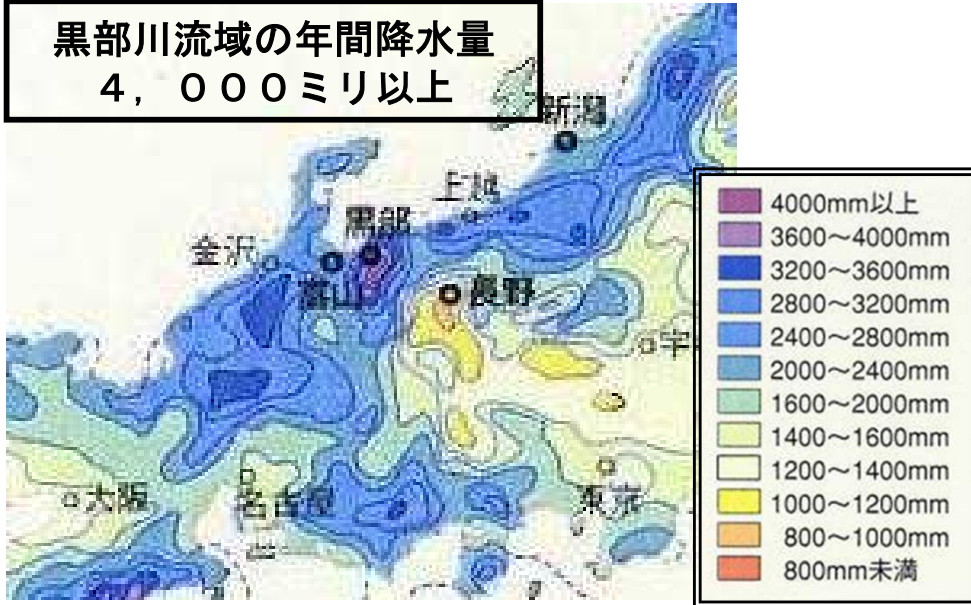 黒部川流域の年間降水量
４，０００ミリ以上
新潟
上越
黒部
金沢
富山
長野
宇
大阪
名古屋
東京
4000mm以上
3600～4000mm
3200～3600mm
2800～3200mm
2400～2800mm
2000～2400mm
1600～2000mm
1400～1600mm
1200～1400mm
1000～1200mm
800～1000mm
800mm未満